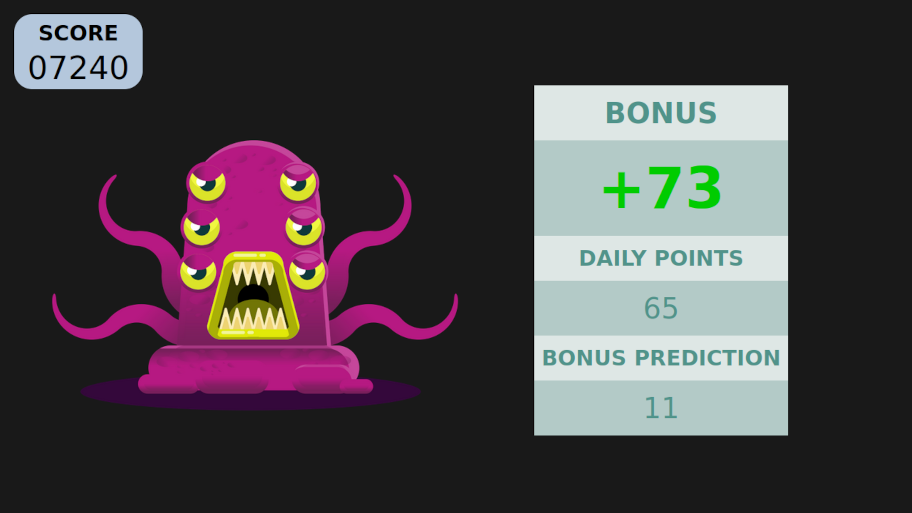 SCORE
07240
BONUS
+73
DAILY POINTS
65
BONUS PREDICTION
11